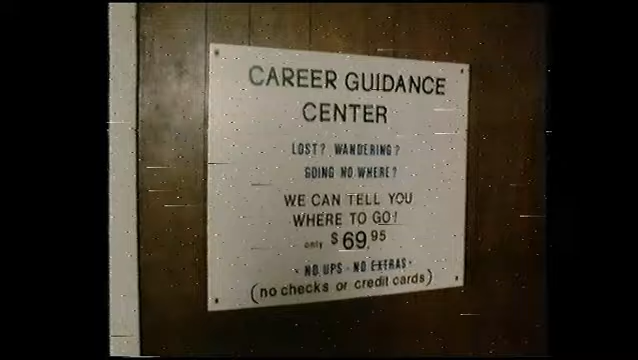 CAREER GUIDANCE
CENTER
LOST? WANDERING?
GOING NO WHERE?
WE CAN TELL YOU
WHERE TO GO!
only $69.95
· NO UPS - NO EXTRAS ·
(no checks or credit cards)